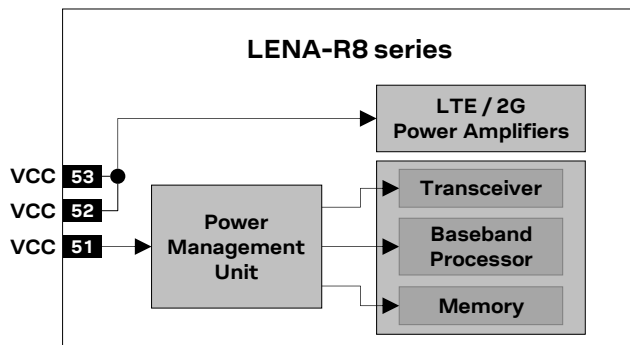 LENA-R8 series
LTE / 2G
Power Amplifiers
VCC 53
VCC 52
VCC 51
Power
Management
Unit
Transceiver
Baseband
Processor
Memory